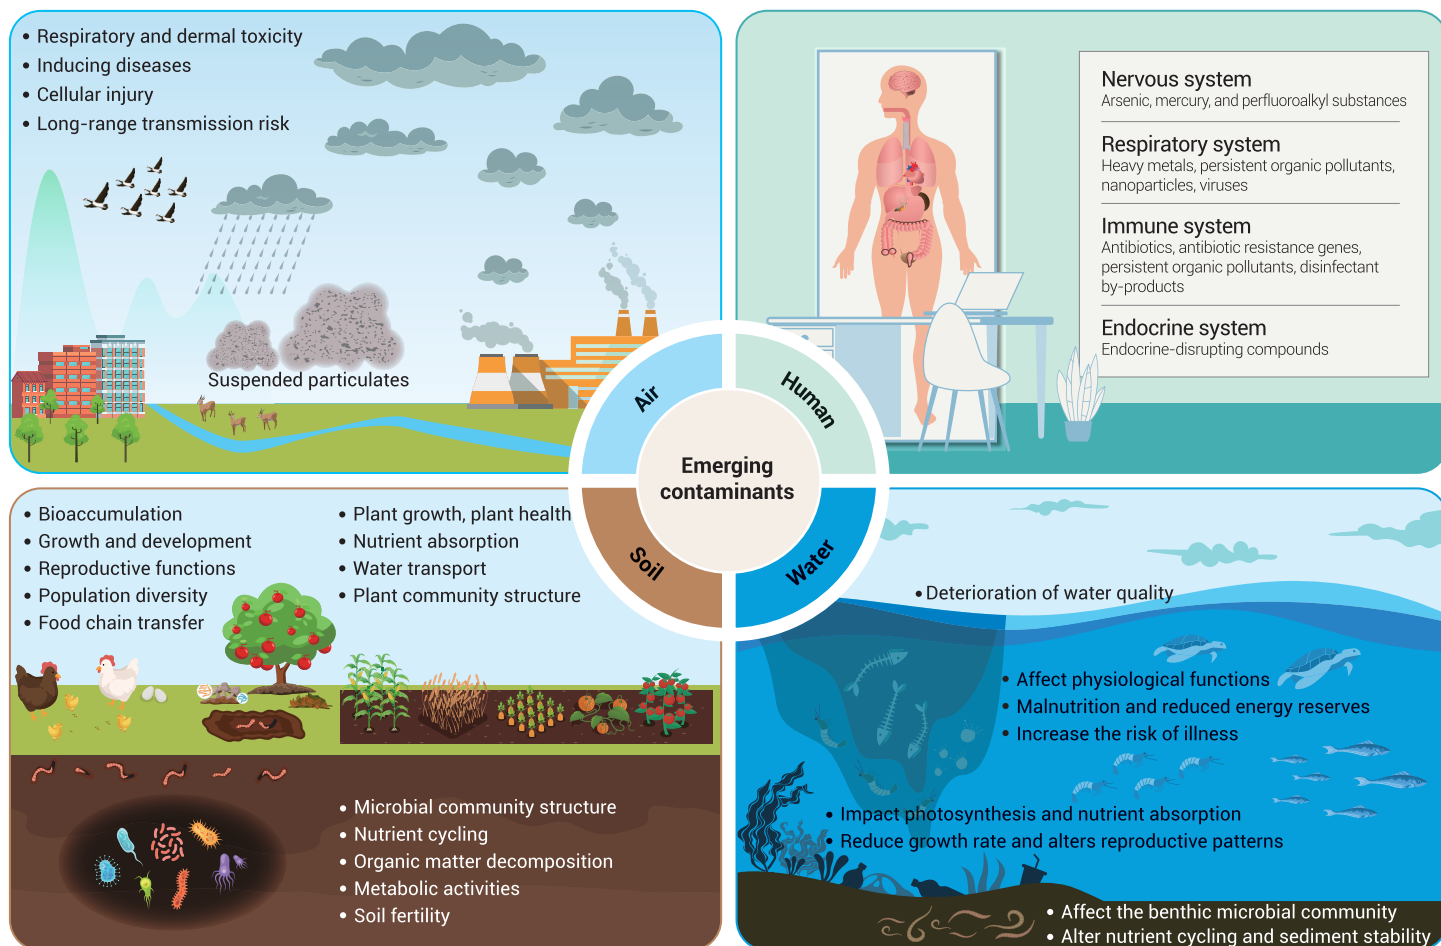 • Respiratory and dermal toxicity
• Inducing diseases
• Cellular injury
• Long-range transmission risk
Suspended particulates
Nervous system
Arsenic, mercury, and perfluoroalkyl substances
Respiratory system
Heavy metals, persistent organic pollutants,
nanoparticles, viruses
Immune system
Antibiotics, antibiotic resistance genes,
persistent organic pollutants, disinfectant
by-products
Endocrine system
Endocrine-disrupting compounds
Air
Human
Emerging
contaminants
Soil
Water
• Bioaccumulation
• Growth and development
• Reproductive functions
• Population diversity
• Food chain transfer
• Plant growth, plant health
• Nutrient absorption
• Water transport
• Plant community structure
• Microbial community structure
• Nutrient cycling
• Organic matter decomposition
• Metabolic activities
• Soil fertility
• Deterioration of water quality
• Affect physiological functions
• Malnutrition and reduced energy reserves
• Increase the risk of illness
• Impact photosynthesis and nutrient absorption
• Reduce growth rate and alters reproductive patterns
• Affect the benthic microbial community
• Alter nutrient cycling and sediment stability